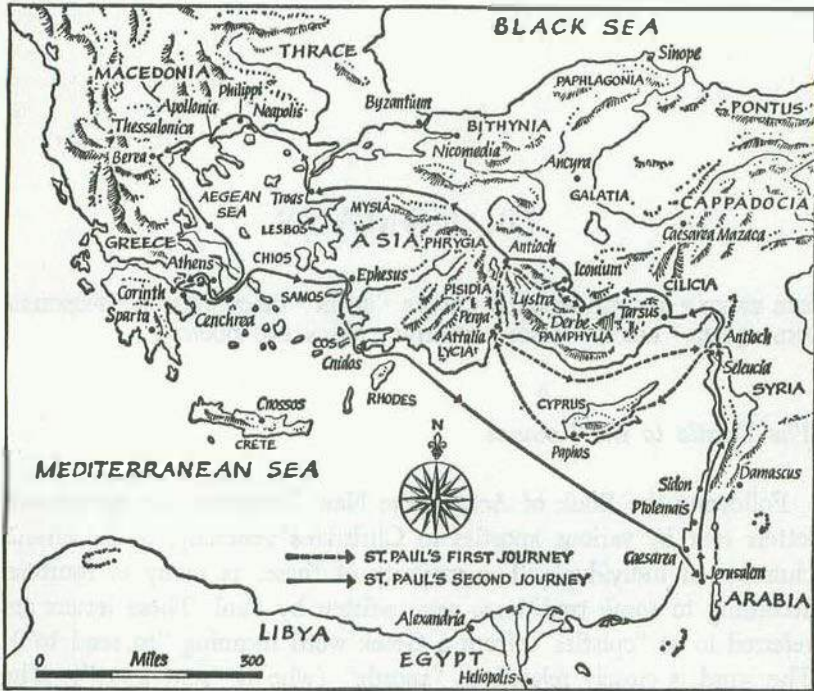 BLACK SEA
THRACE
Sinope
MACEDONIA
PAPHLAGONIA
Philippi
Apollonia
Neapolis
Byzantium
PONTUS
Thessalonica
BITHYNIA
Berea
Nicomedia
Ancyra
AEGEAN
SEA
Troas
GALATIA
MYSIA
CAPPADOCIA
LESBOS
ASIA
PHRYGIA
Antioch
Caesarea Mazaca
GREECE
CHIOS
Athens
Ephesus
Iconium
CILICIA
Corinth
SAMOS
PISIDIA
Lystra
Sparta
Cenchrea
Perga
Derbe
Tarsus
Attalia
PAMPHYLIA
Antioch
COS
LYCIA
Cnidos
Seleucia
RHODES
SYRIA
CYPRUS
Cnossos
CRETE
Paphos
N
Damascus
MEDITERRANEAN SEA
Sidon
Ptolemais
ST. PAUL'S FIRST JOURNEY
Caesarea
ST. PAUL'S SECOND JOURNEY
Jerusalem
ARABIA
Alexandria
LIBYA
0 Miles 300
EGYPT
Heliopolis